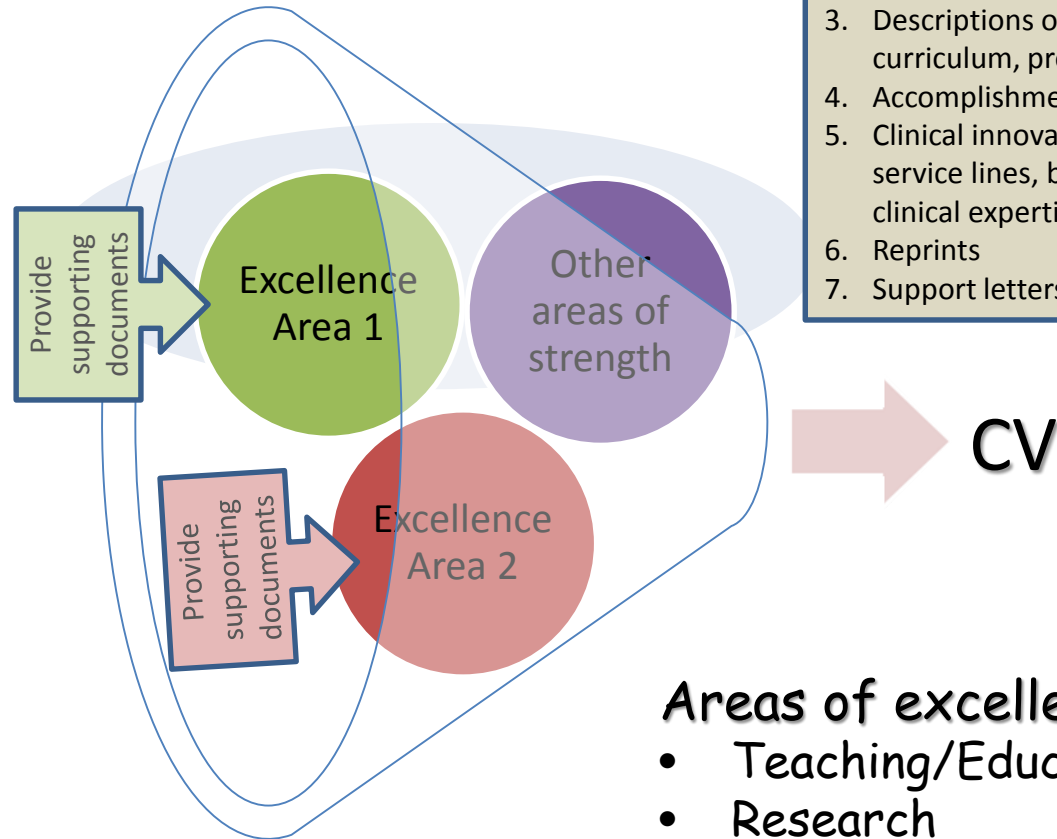 3. Descriptions o
curriculum, pr
4. Accomplishme
5. Clinical innova
service lines, b
clinical experti
6. Reprints
7. Support letters
Provide
supporting
documents
Excellence
Area 1
Other
areas of
strength
CV
Provide
supporting
documents
Excellence
Area 2
Areas of excelle
• Teaching/Educ
• Research